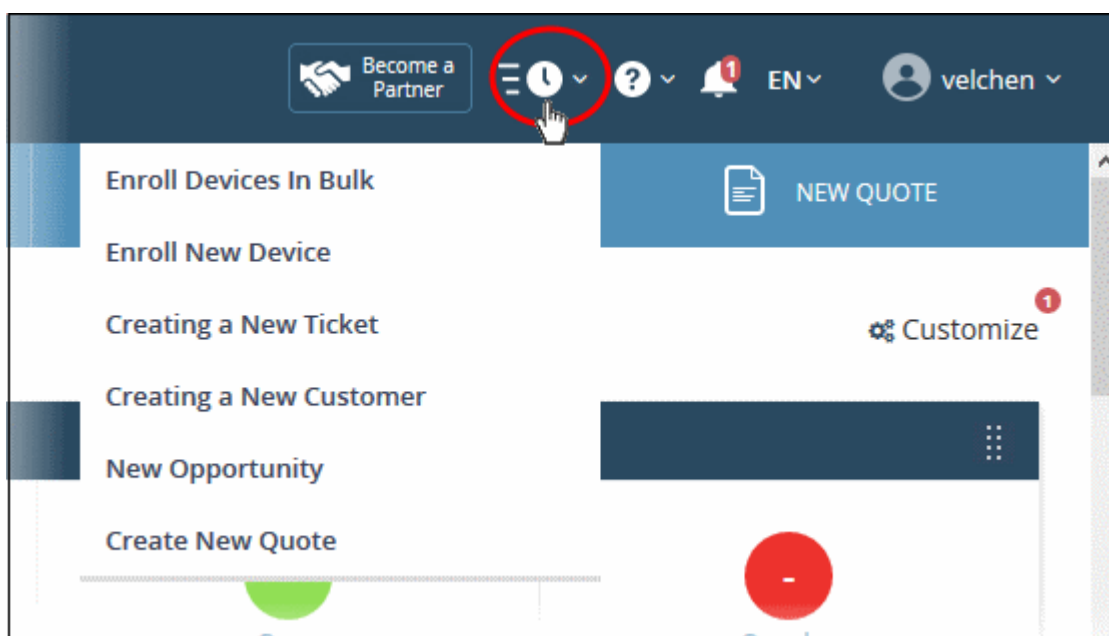 Become a
Partner
?
1
EN
velchen
Enroll Devices In Bulk
NEW QUOTE
Enroll New Device
Creating a New Ticket
1
Customize
Creating a New Customer
New Opportunity
Create New Quote
-